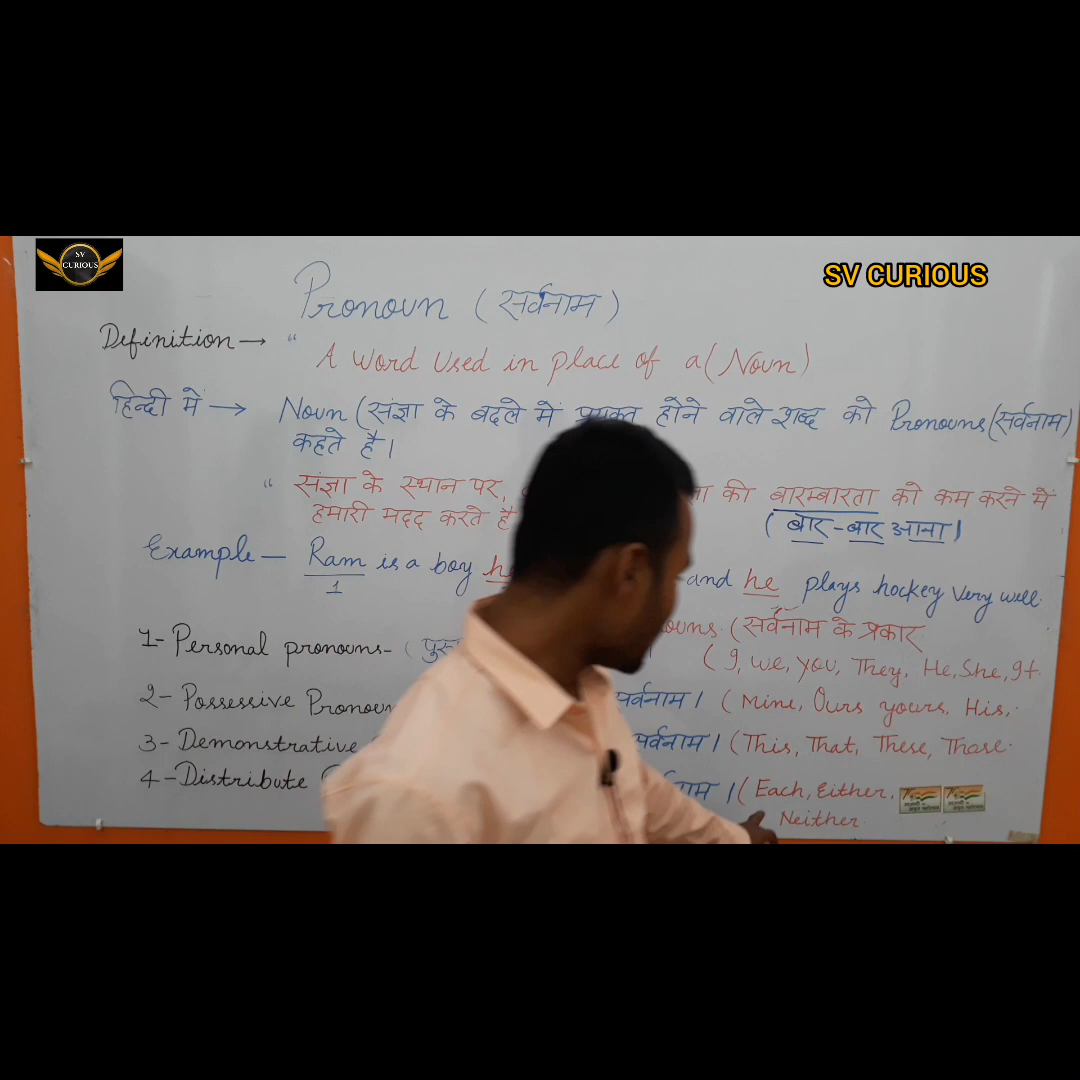 SV
CURIOUS
SV CURIOUS
Pronoun (सर्वनाम)
Definition → "
A word used in place of a (Noun)
हिन्दी में → Noun (संज्ञा के बदले में प्रयुक्त होने वाले शब्द को Pronouns (सर्वनाम)
कहते है।
" संज्ञा के स्थान पर, की बारम्बारता को कम करने में
हमारी मदद करते है (बार-बार आना।
Example — Ram is a boy and he plays hockey very well.
1
(सर्वनाम के प्रकार
1- Personal pronouns- ( I, we, you, They, He, She, It.
2- Possessive सर्वनाम। (Mine, Ours yours, His,
3- Demonstrative सर्वनाम। (This, That, These, Those.
4- Distribute (Each, Either,
Neither